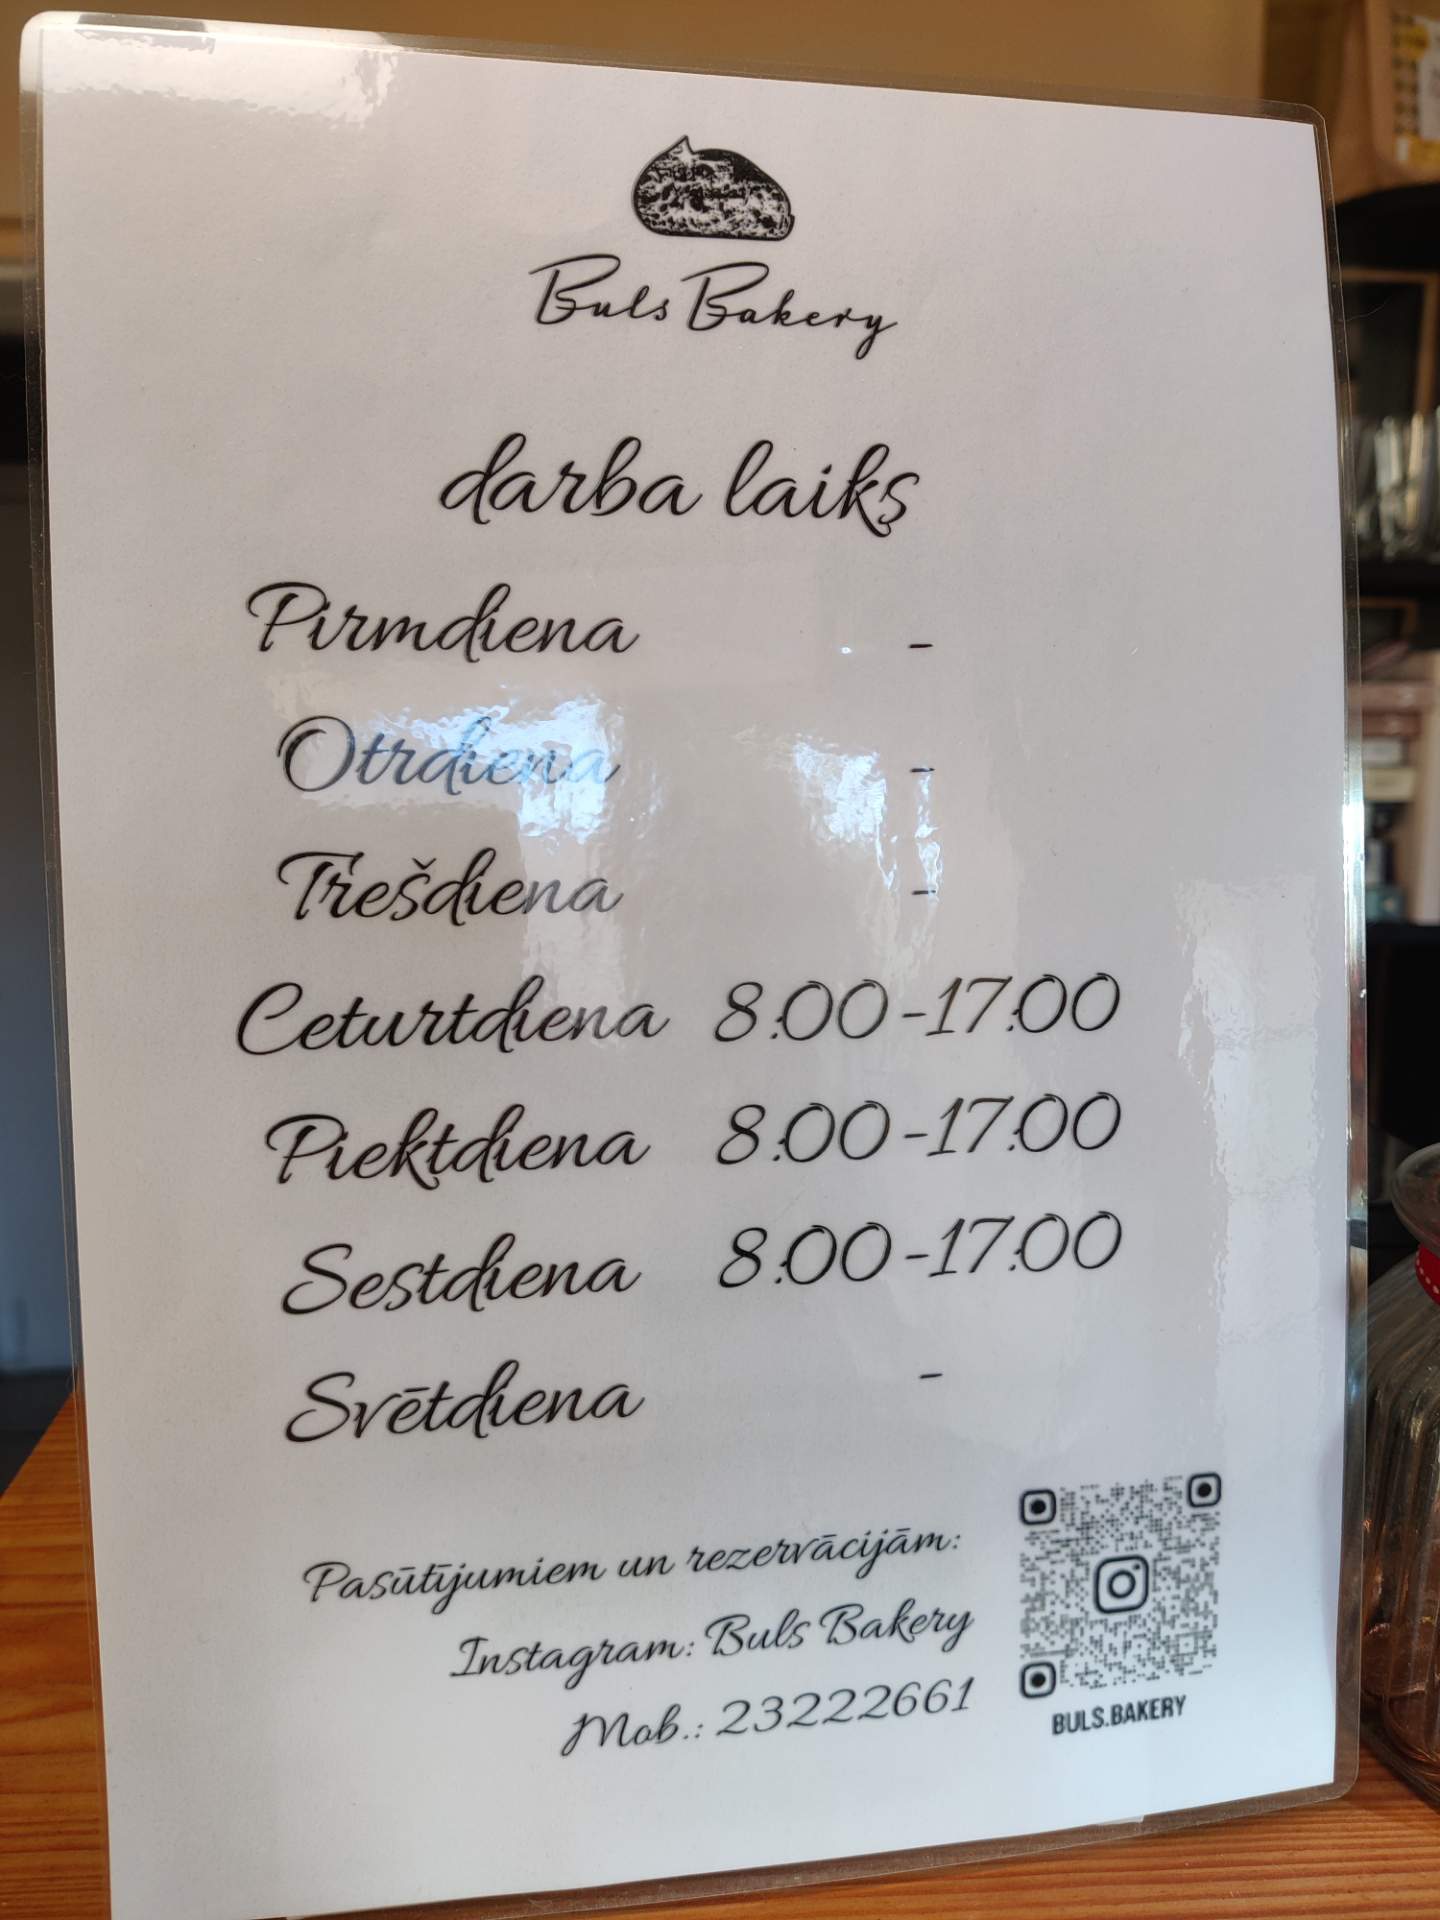 Buls Bakery
darba laiks
Pirmdiena -
Otrdiena -
Trešdiena -
Ceturtdiena 8:00-17:00
Piektdiena 8:00-17:00
Sestdiena 8:00-17:00
Svētdiena -
Pasūtījumiem un rezervācijām:
Instagram: Buls Bakery
Mob.: 23222661
BULS.BAKERY